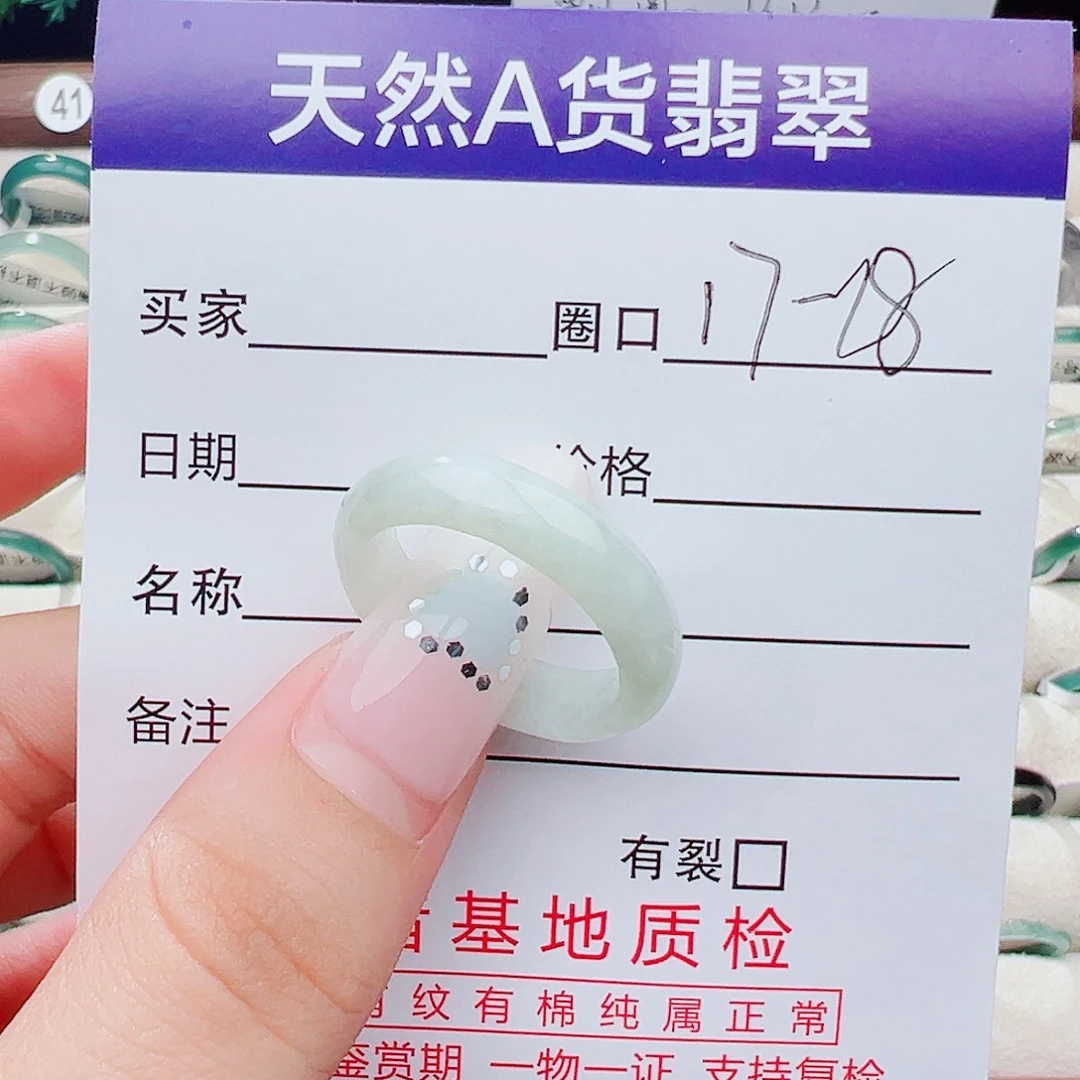 41
天然A货翡翠
买家 圈口 17-18
日期 价格
名称
备注
有裂
基地质检
纹有棉纯属正常
鉴赏期 一物一证 支持复检